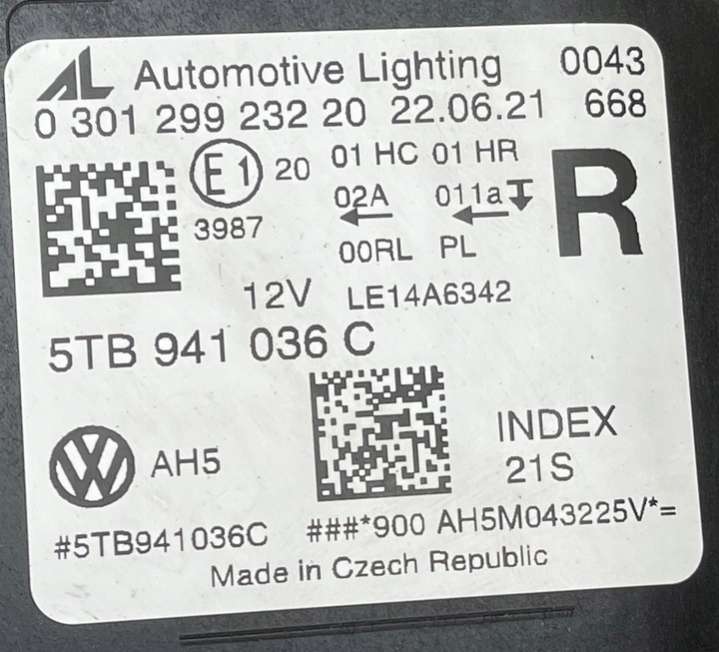 AL Automotive Lighting 0043
0 301 299 232 20 22.06.21 668
E1 20 01 HC 01 HR R
02A 011a
3987
00RL PL
12V LE14A6342
5TB 941 036 C
AH5 INDEX
21S
#5TB941036C ###*900 AH5M043225V*=
Made in Czech Republic